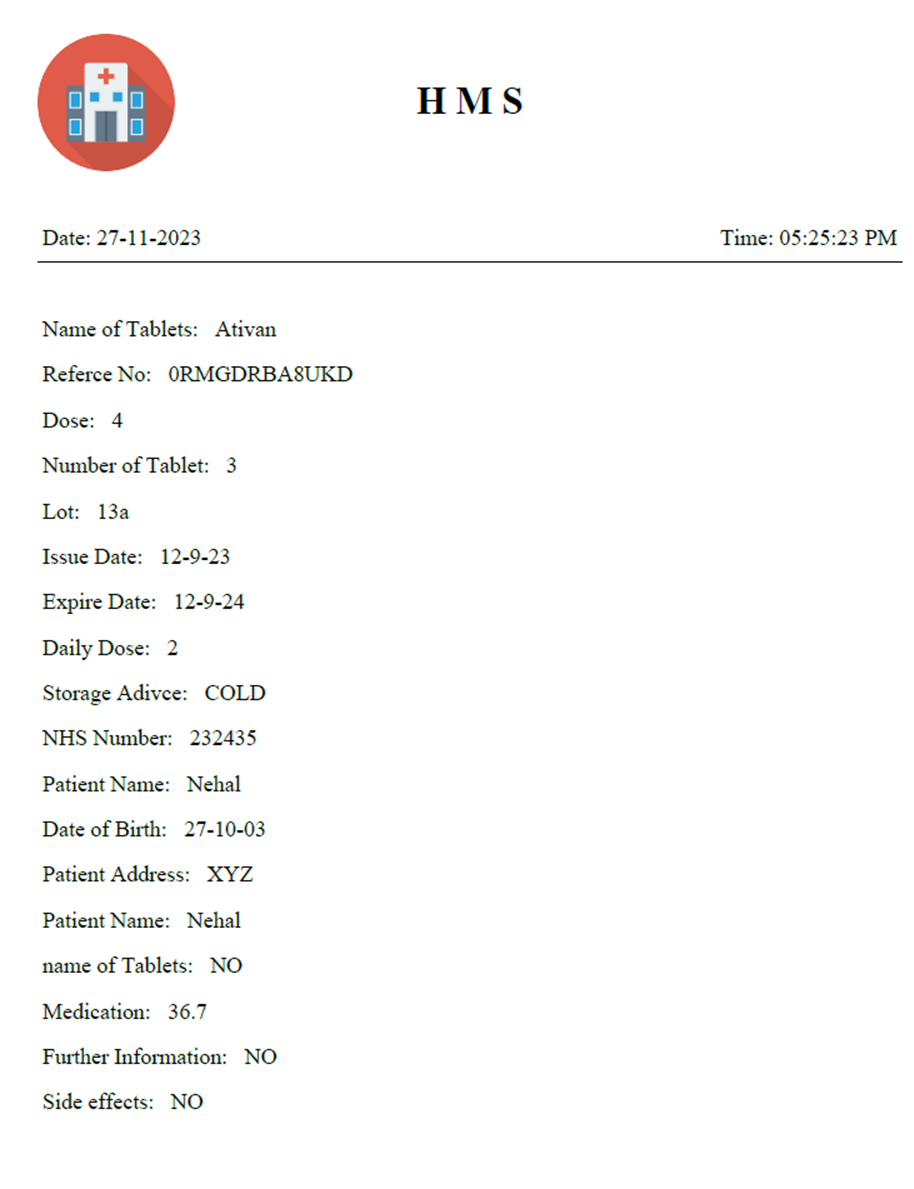 H M S
Date: 27-11-2023 Time: 05:25:23 PM
Name of Tablets: Ativan
Referce No: 0RMGDRBA8UKD
Dose: 4
Number of Tablet: 3
Lot: 13a
Issue Date: 12-9-23
Expire Date: 12-9-24
Daily Dose: 2
Storage Adivce: COLD
NHS Number: 232435
Patient Name: Nehal
Date of Birth: 27-10-03
Patient Address: XYZ
Patient Name: Nehal
name of Tablets: NO
Medication: 36.7
Further Information: NO
Side effects: NO